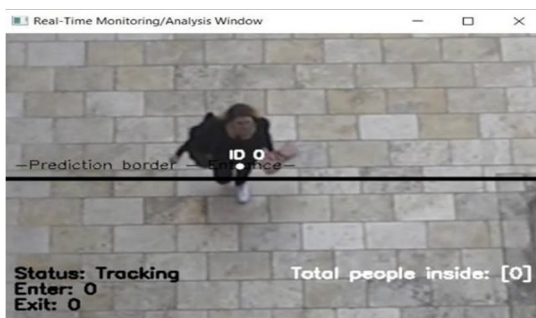 Real-Time Monitoring/Analysis Window
ID 0
-Prediction border - Entrance-
Status: Tracking
Total people inside: [0]
Enter: 0
Exit: 0